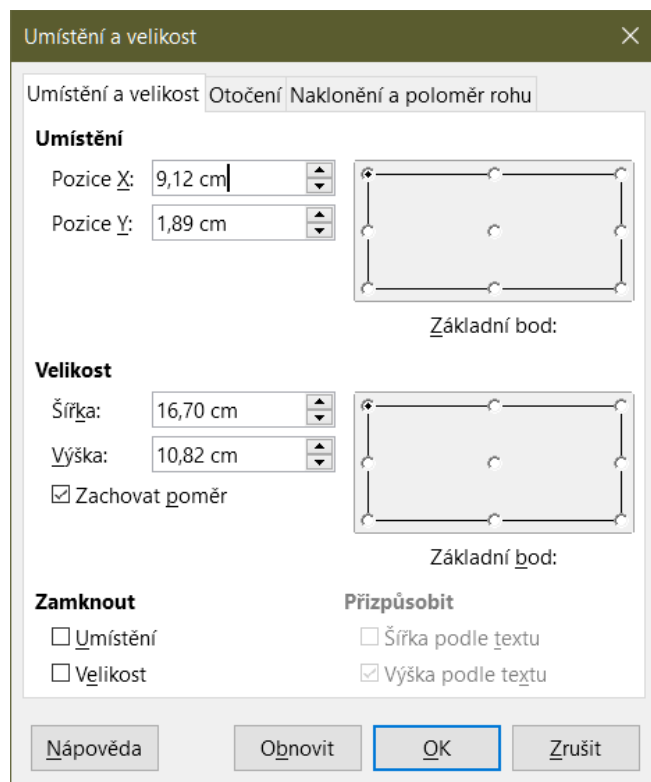 Umístění a velikost
Umístění a velikost Otočení Naklonění a poloměr rohu
Umístění
Pozice X: 9,12 cm
Pozice Y: 1,89 cm
Základní bod:
Velikost
Šířka: 16,70 cm
Výška: 10,82 cm
Zachovat poměr
Základní bod:
Zamknout Přizpůsobit
Umístění Šířka podle textu
Velikost Výška podle textu
Nápověda Obnovit OK Zrušit